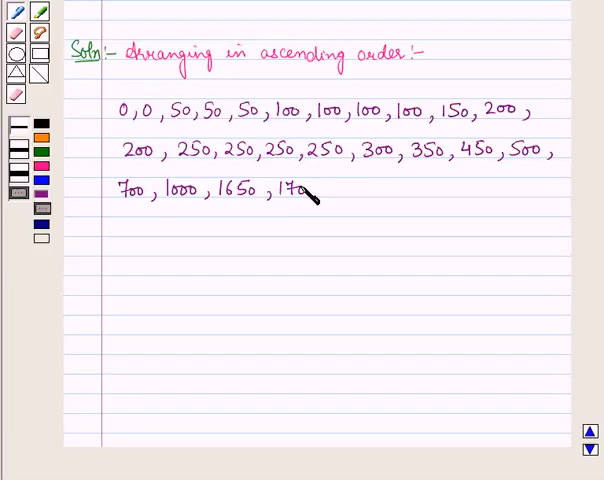 Soln:- Arranging in ascending order:-
0, 0, 50, 50, 50, 100, 100, 100, 100, 150, 200,
200, 250, 250, 250, 250, 300, 350, 450, 500,
700, 1000, 1650, 170